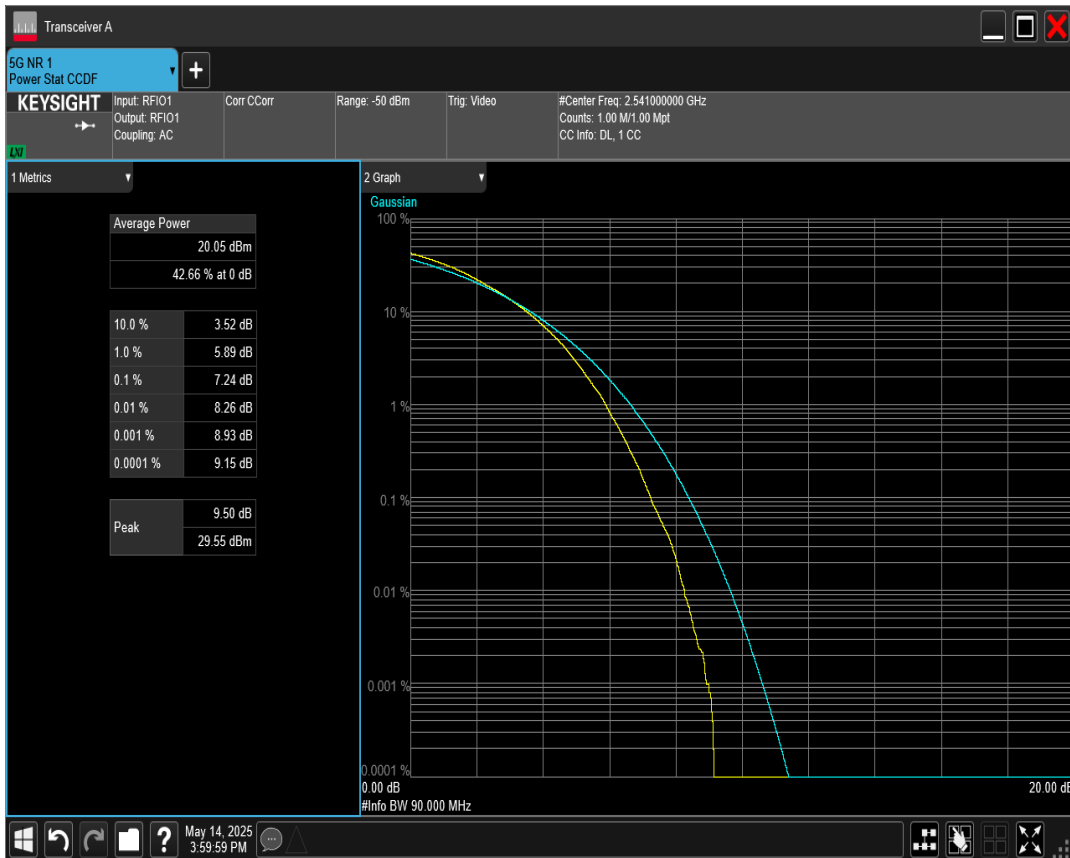 Transceiver A
5G NR 1
Power Stat CCDF
+
KEYSIGHT
LXI
Input: RFIO1
Output: RFIO1
Coupling: AC
Corr CCorr
Range: -50 dBm
Trig: Video
#Center Freq: 2.541000000 GHz
Counts: 1.00 M/1.00 Mpt
CC Info: DL, 1 CC
1 Metrics
Average Power
20.05 dBm
42.66 % at 0 dB
10.0 % 3.52 dB
1.0 % 5.89 dB
0.1 % 7.24 dB
0.01 % 8.26 dB
0.001 % 8.93 dB
0.0001 % 9.15 dB
Peak 9.50 dB
29.55 dBm
2 Graph
Gaussian
100 %
10 %
1 %
0.1 %
0.01 %
0.001 %
0.0001 %
0.00 dB 20.00 dB
#Info BW 90.000 MHz
?
May 14, 2025
3:59:59 PM